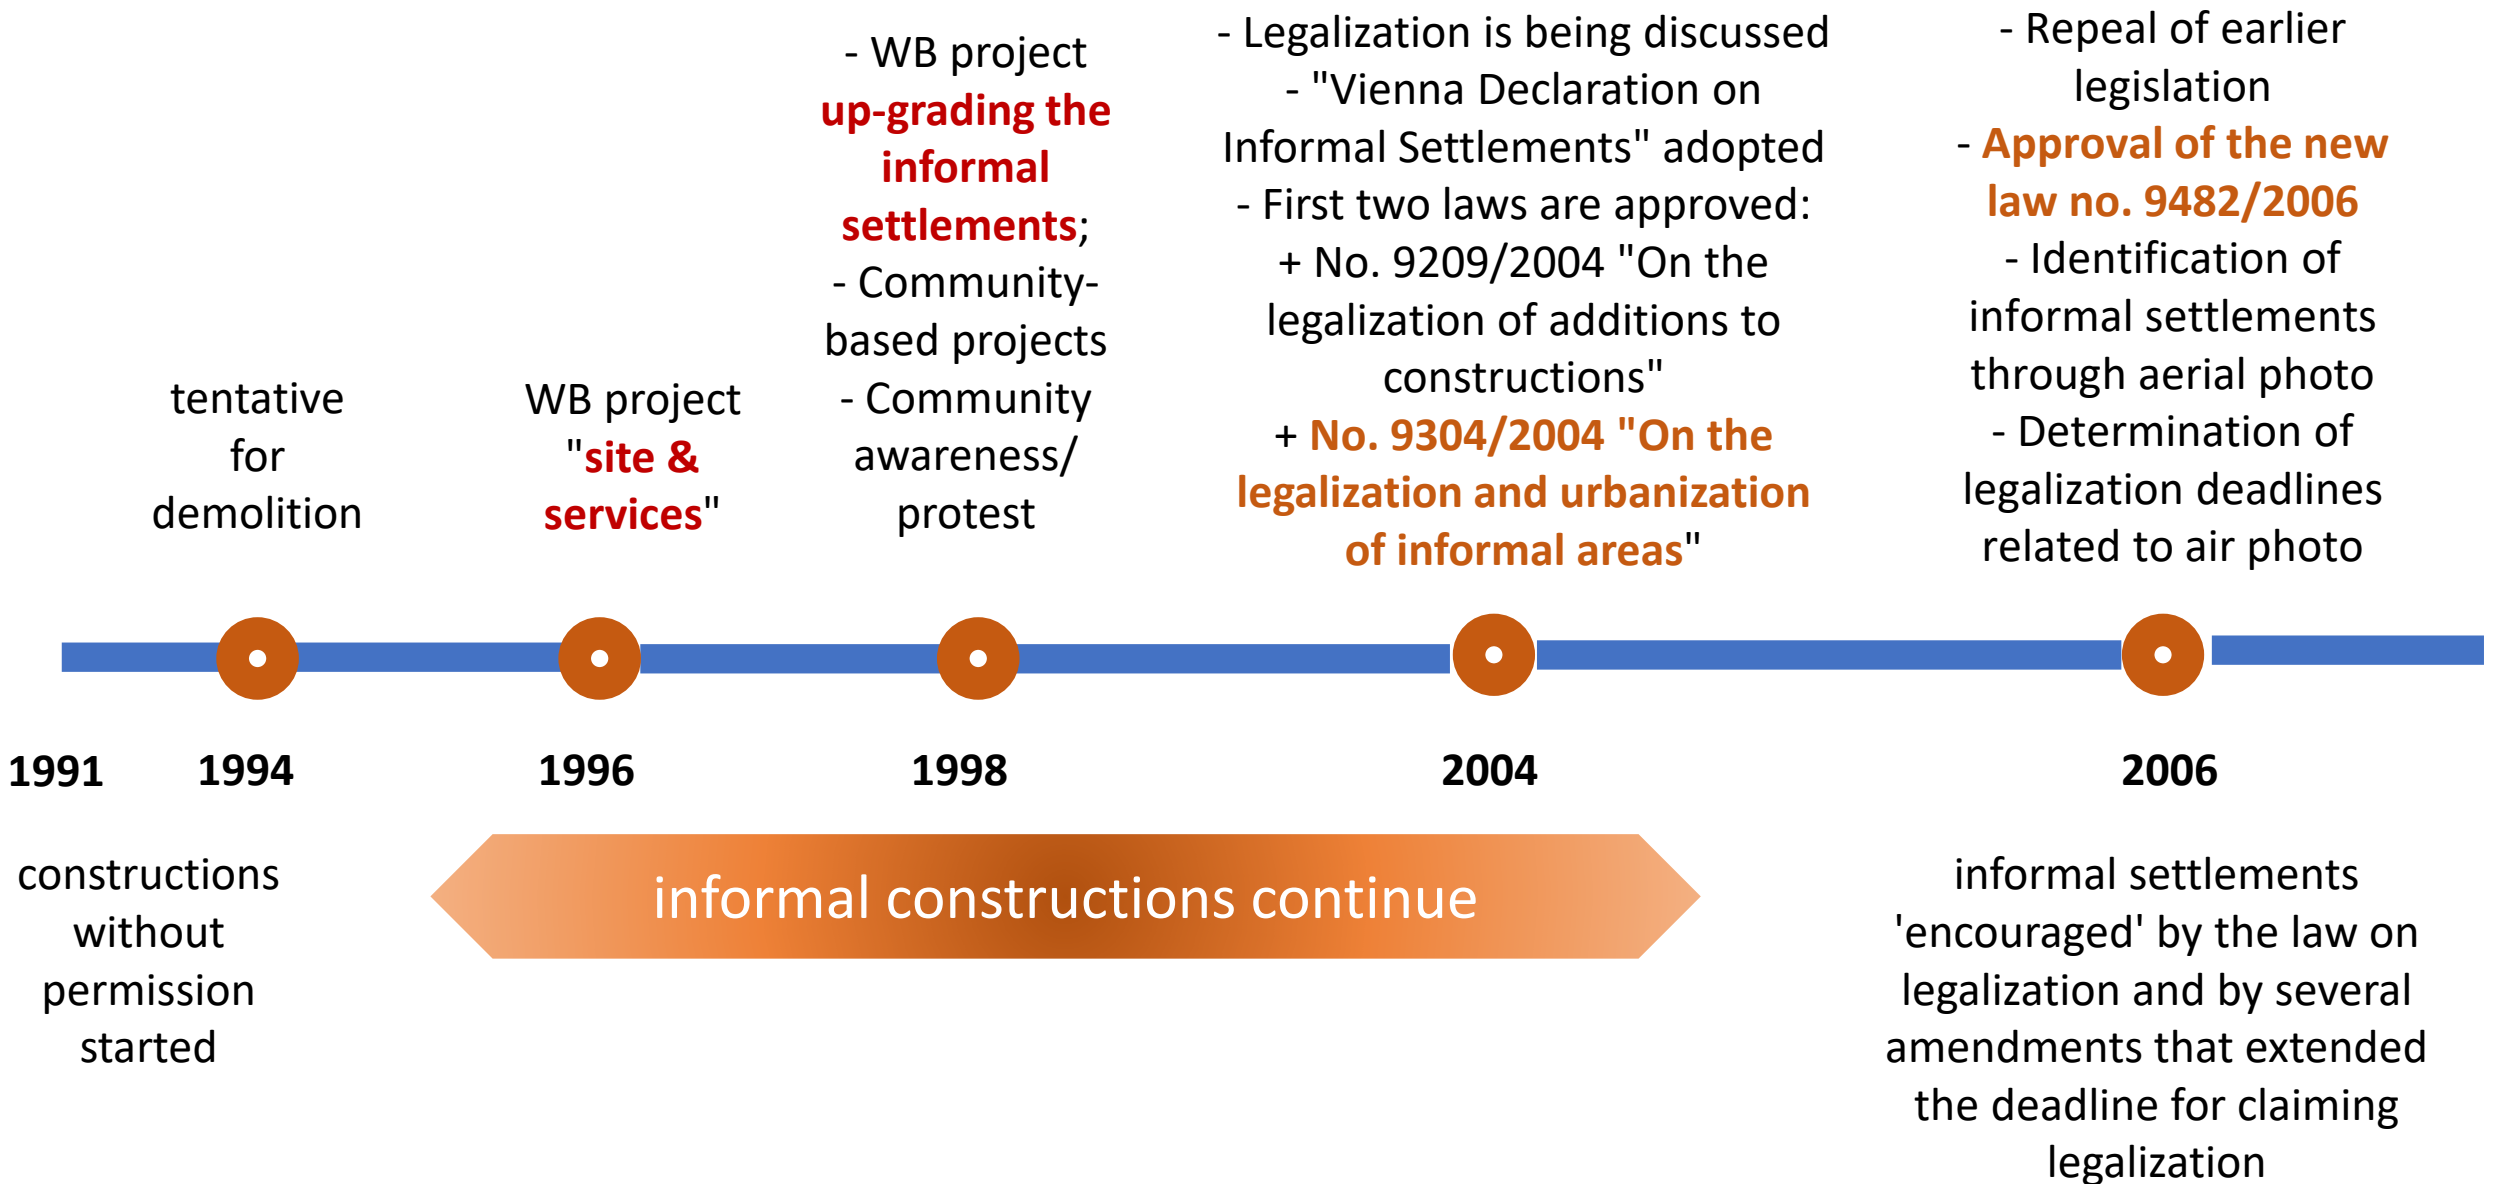 tentative
for
demolition
WB project
"site &
services"
- WB project
up-grading the
informal
settlements;
- Community-
based projects
- Community
awareness/
protest
- Legalization is being discussed
- "Vienna Declaration on
Informal Settlements" adopted
- First two laws are approved:
+ No. 9209/2004 "On the
legalization of additions to
constructions"
+ No. 9304/2004 "On the
legalization and urbanization
of informal areas"
- Repeal of earlier
legislation
- Approval of the new
law no. 9482/2006
- Identification of
informal settlements
through aerial photo
- Determination of
legalization deadlines
related to air photo
1991
1994
1996
1998
2004
2006
constructions
without
permission
started
informal constructions continue
informal settlements
'encouraged' by the law on
legalization and by several
amendments that extended
the deadline for claiming
legalization